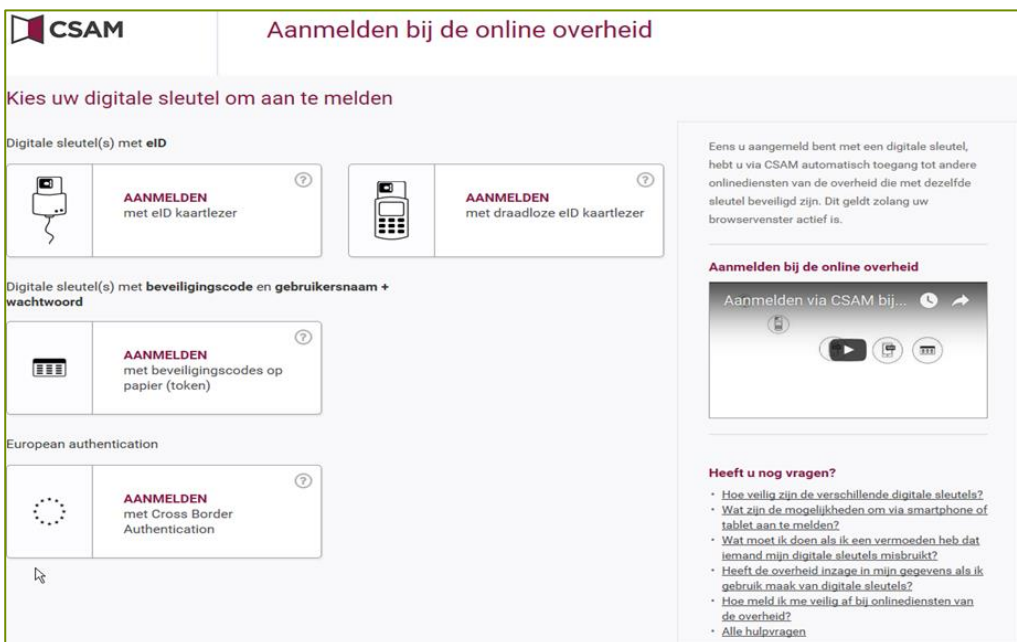 CSAM
Aanmelden bij de online overheid
Kies uw digitale sleutel om aan te melden
Digitale sleutel(s) met eID
AANMELDEN
met eID kaartlezer
?
AANMELDEN
met draadloze eID kaartlezer
?
Digitale sleutel(s) met beveiligingscode en gebruikersnaam +
wachtwoord
AANMELDEN
met beveiligingscodes op
papier (token)
?
European authentication
AANMELDEN
met Cross Border
Authentication
?
Eens u aangemeld bent met een digitale sleutel,
hebt u via CSAM automatisch toegang tot andere
onlinediensten van de overheid die met dezelfde
sleutel beveiligd zijn. Dit geldt zolang uw
browservenster actief is.
Aanmelden bij de online overheid
Aanmelden via CSAM bij...
Heeft u nog vragen?
• Hoe veilig zijn de verschillende digitale sleutels?
• Wat zijn de mogelijkheden om via smartphone of
tablet aan te melden?
• Wat moet ik doen als ik een vermoeden heb dat
iemand mijn digitale sleutels misbruikt?
• Heeft de overheid inzage in mijn gegevens als ik
gebruik maak van digitale sleutels?
• Hoe meld ik me veilig af bij onlinediensten van
de overheid?
• Alle hulpvragen